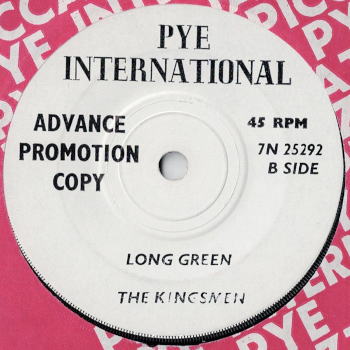 PYE
INTERNATIONAL
ADVANCE
PROMOTION
COPY
45 RPM
7N 25292
B SIDE
LONG GREEN
THE KINGSMEN